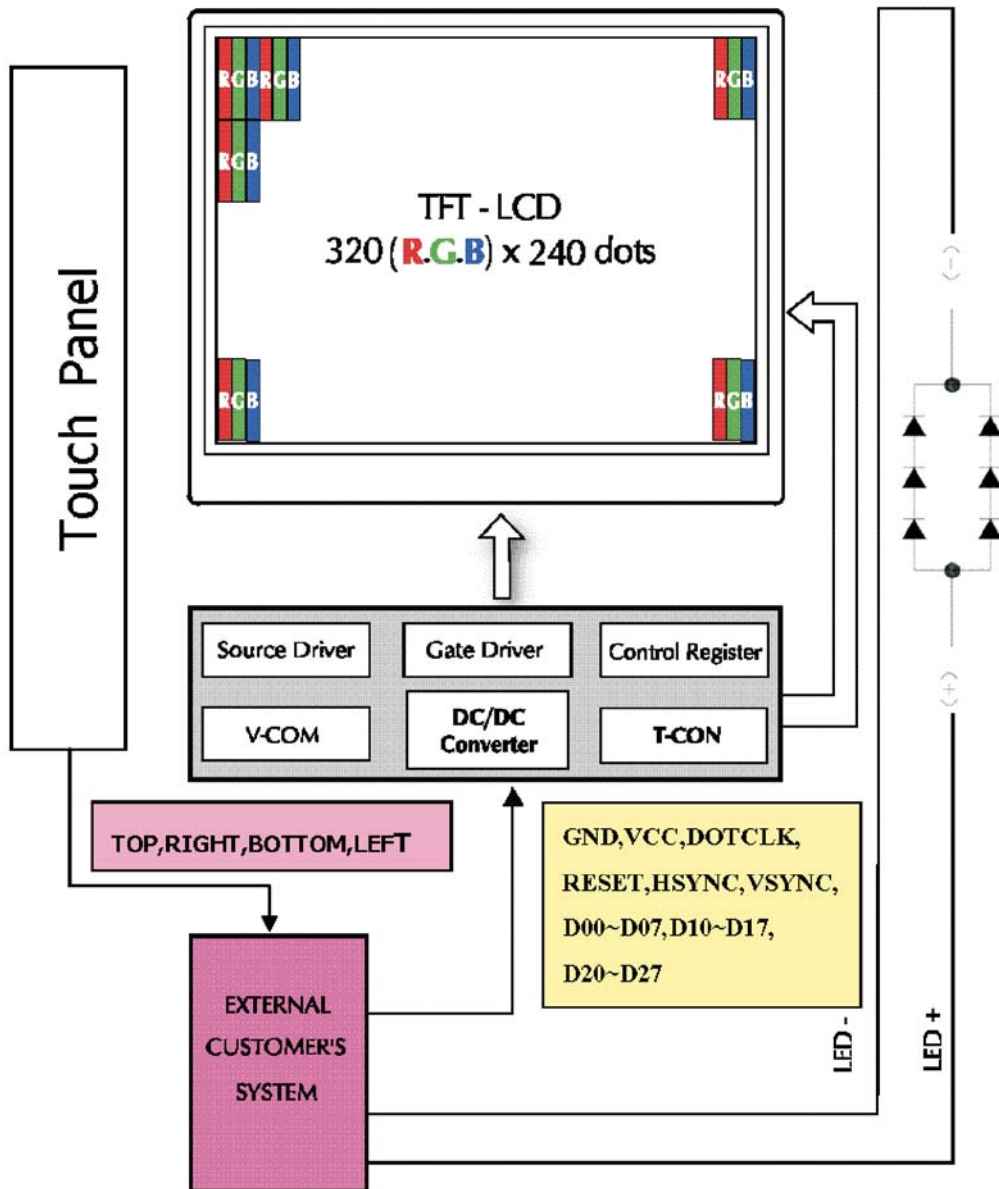 RGBRGB
RGB
RGB
TFT - LCD
320 (R.G.B) x 240 dots
RGB
RGB
Touch Panel
(-)
(+)
Source Driver
Gate Driver
Control Register
V-COM
DC/DC
Converter
T-CON
TOP,RIGHT,BOTTOM,LEFT
GND,VCC,DOTCLK,
RESET,HSYNC,VSYNC,
D00~D07,D10~D17,
D20~D27
EXTERNAL
CUSTOMER'S
SYSTEM
LED -
LED +